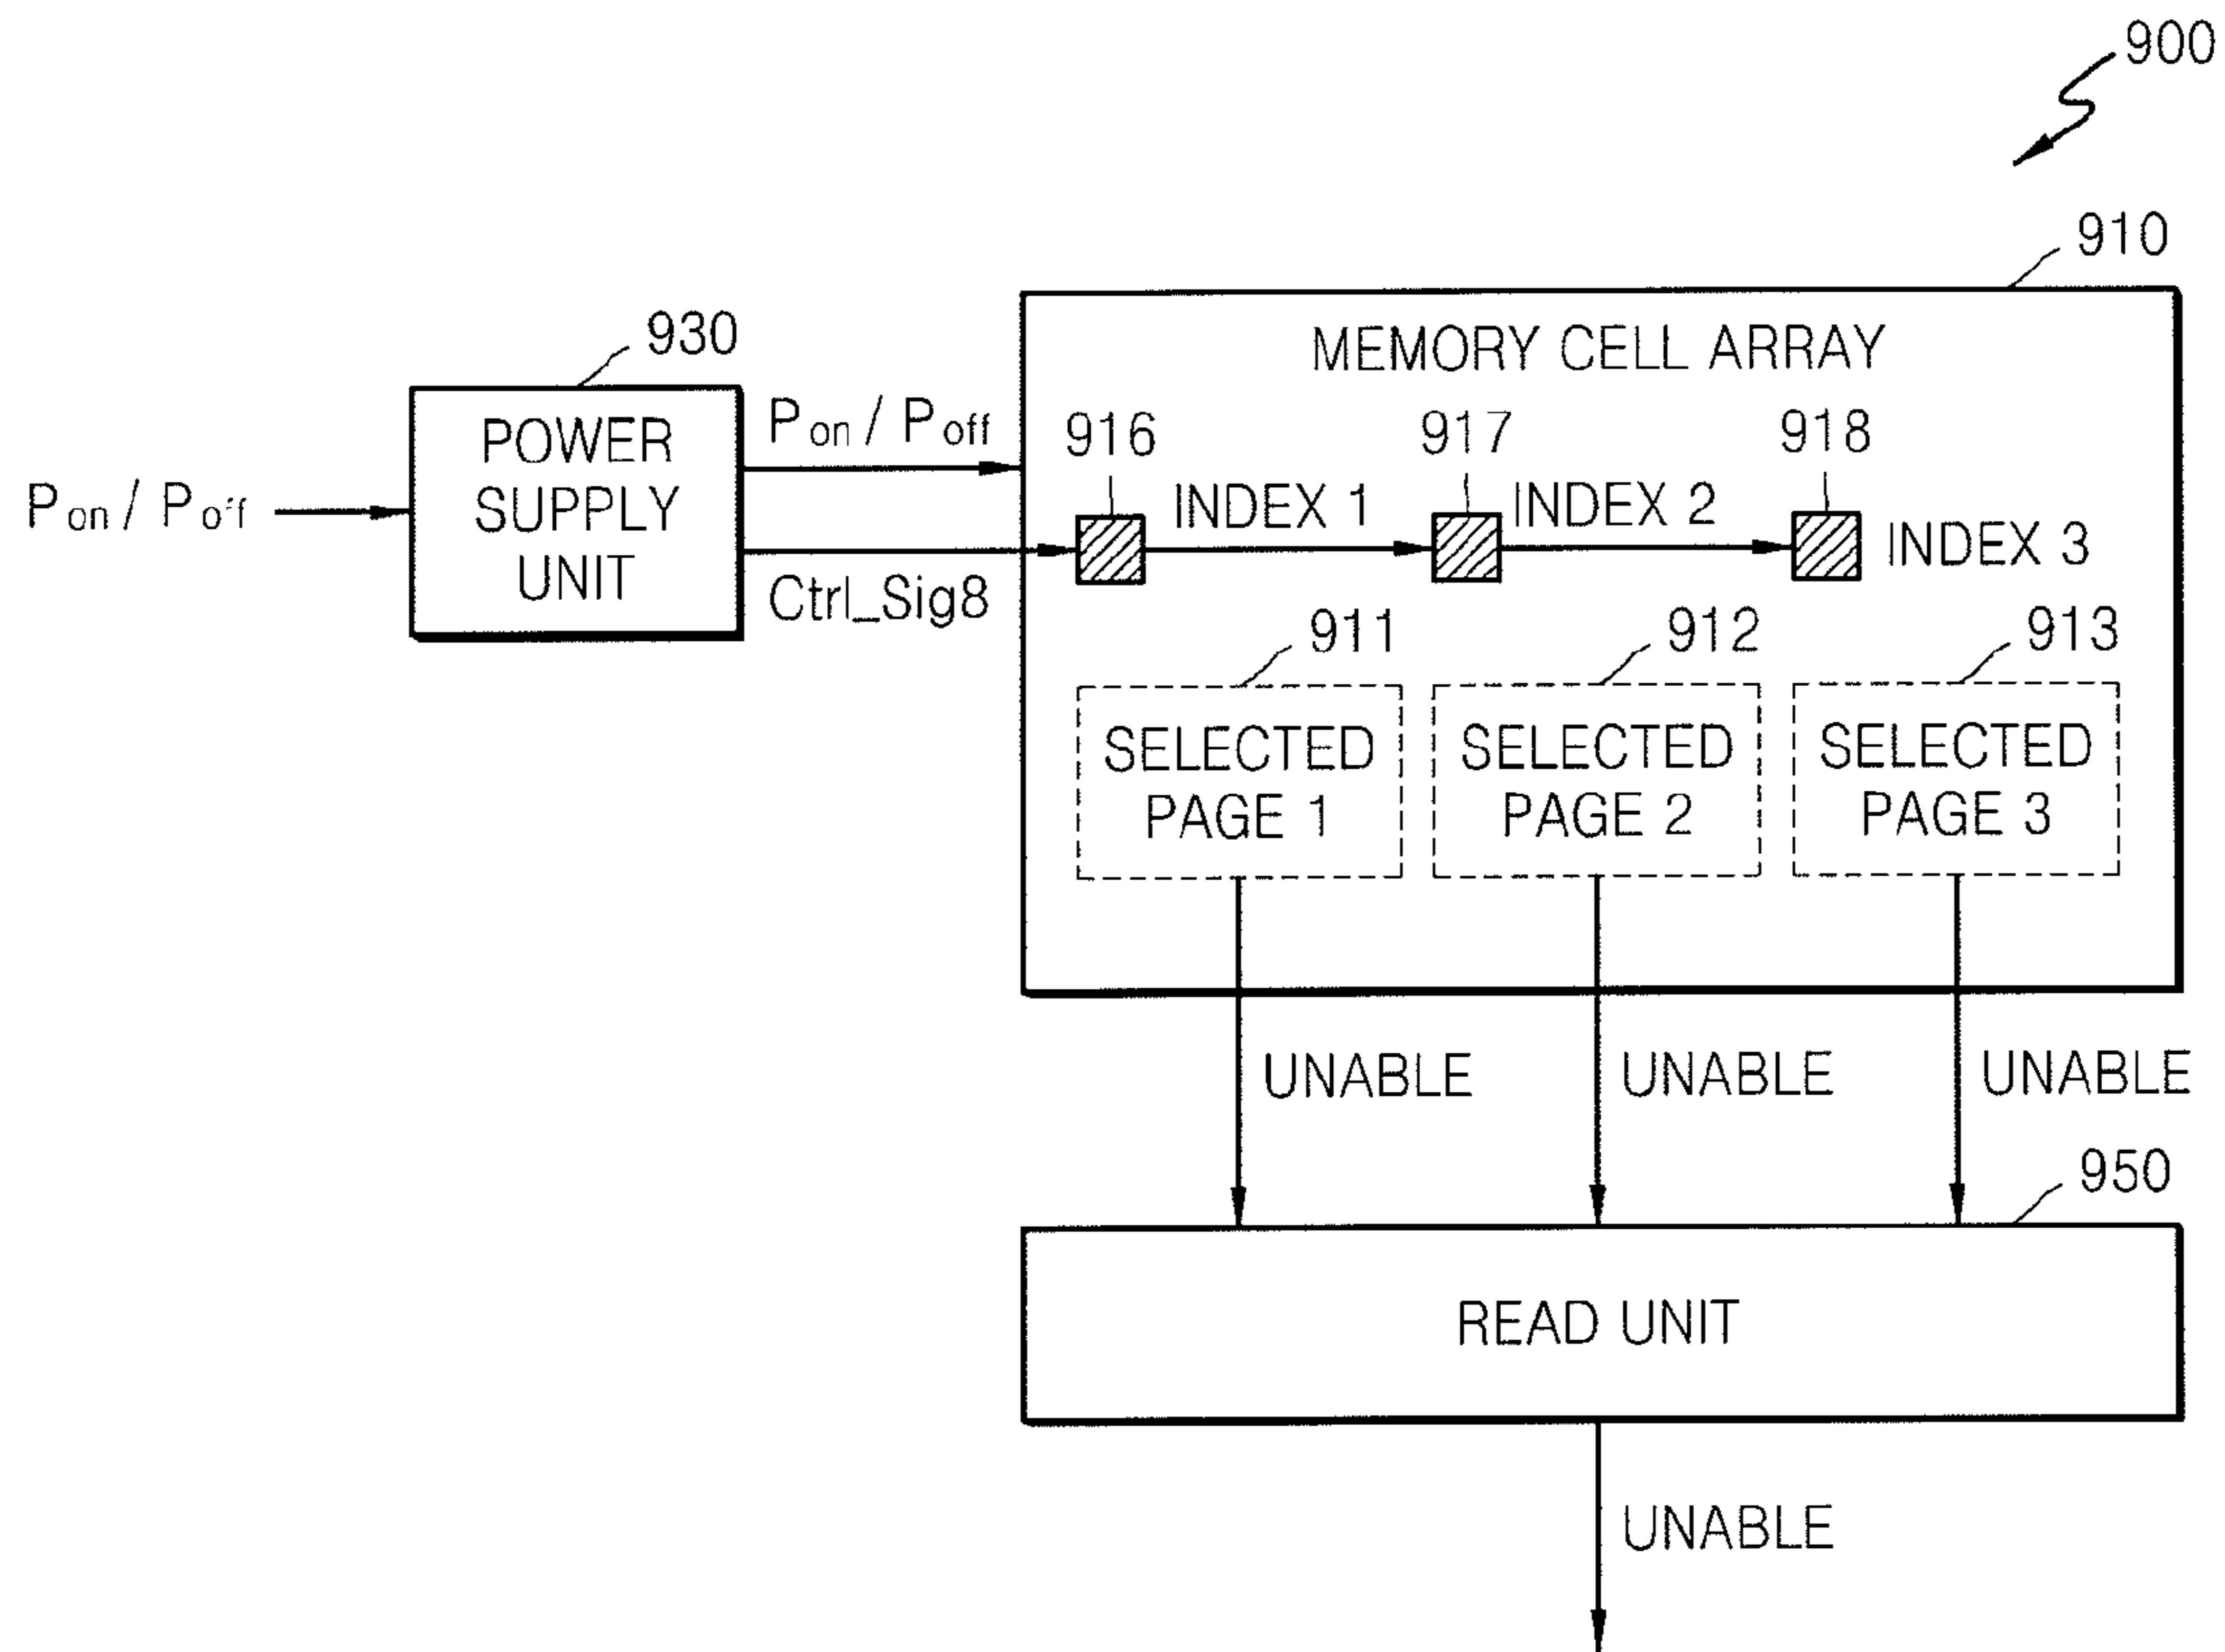 900
910
MEMORY CELL ARRAY
930
POWER
SUPPLY
UNIT
Pon / Poff
Pon / Poff
Ctrl_Sig8
916
917
918
INDEX 1
INDEX 2
INDEX 3
911
912
913
SELECTED
PAGE 1
SELECTED
PAGE 2
SELECTED
PAGE 3
UNABLE
UNABLE
UNABLE
950
READ UNIT
UNABLE